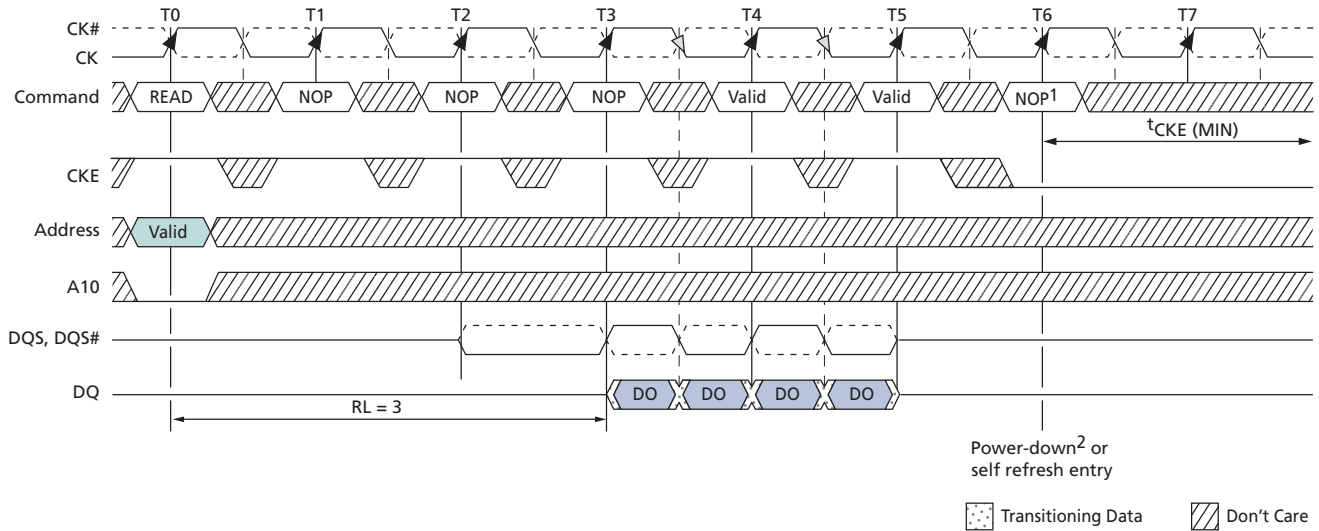 T0 T1 T2 T3 T4 T5 T6 T7
CK#
CK
Command READ NOP NOP NOP Valid Valid NOP1
tCKE (MIN)
CKE
Address Valid
A10
DQS, DQS#
DQ DO DO DO DO
RL = 3
Power-down2 or
self refresh entry
Transitioning Data Don't Care